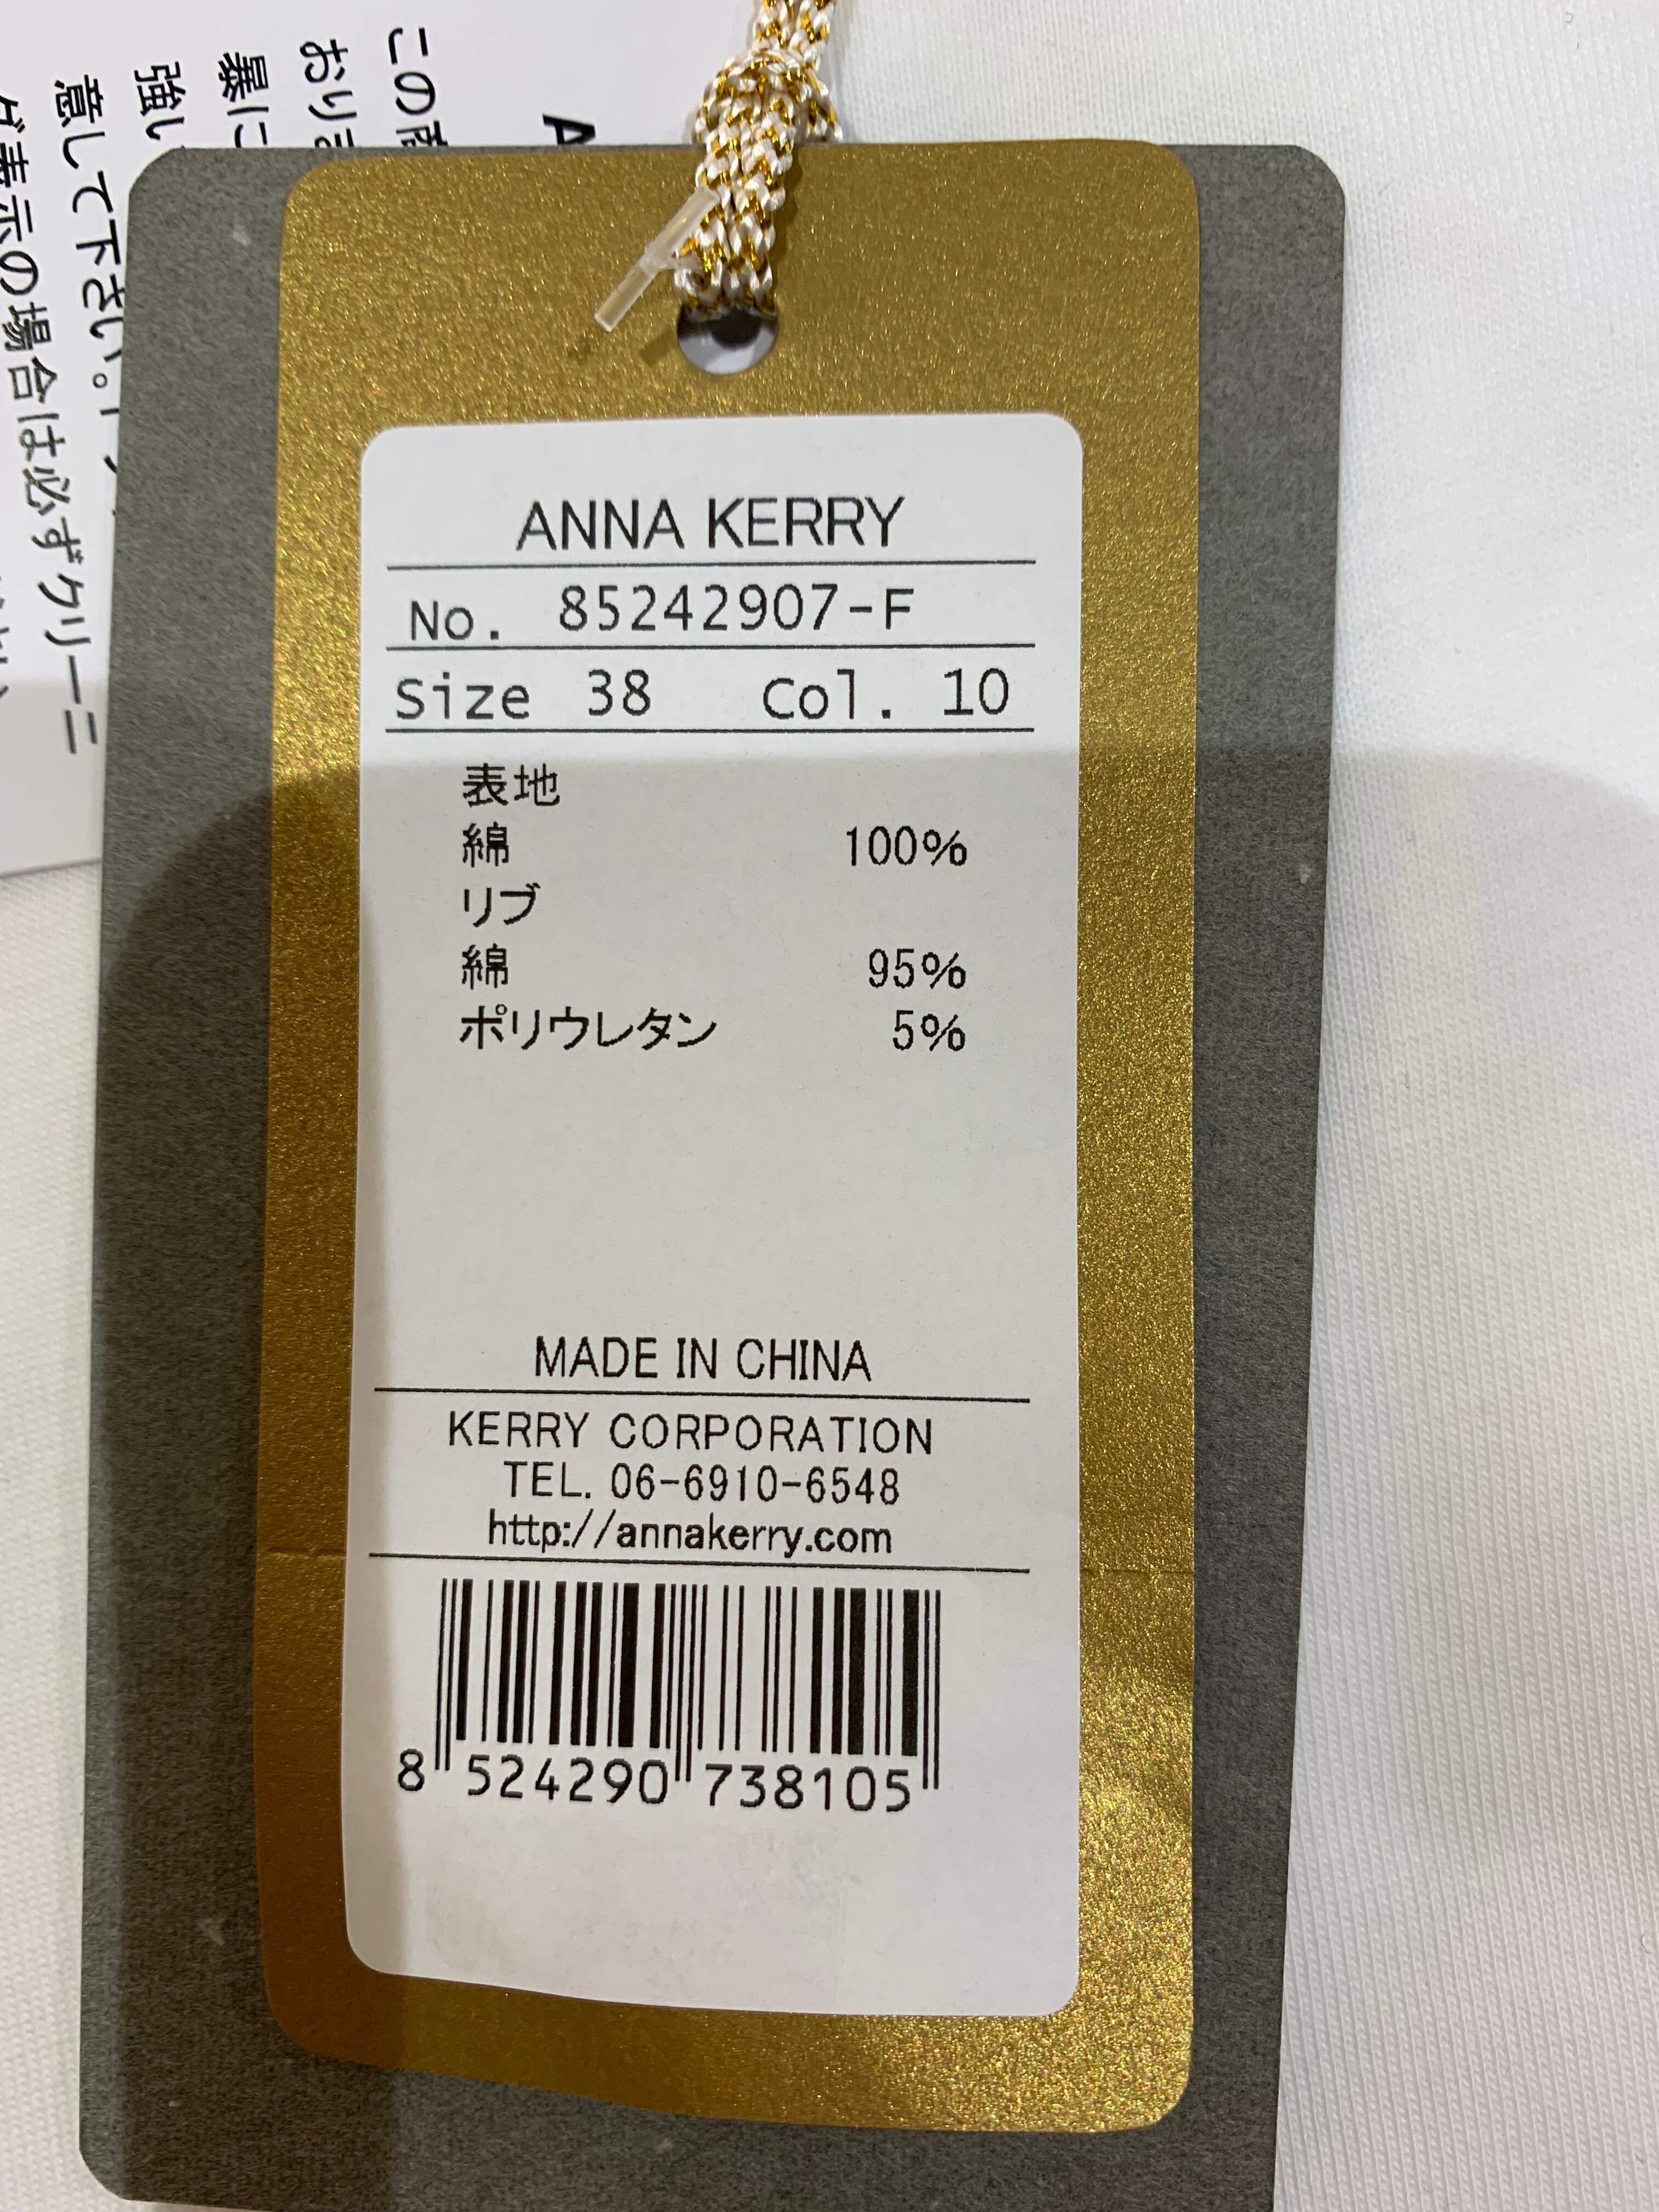 ANNA KERRY
No. 85242907-F
Size 38 Col. 10
表地
綿 100%
リブ
綿 95%
ポリウレタン 5%
MADE IN CHINA
KERRY CORPORATION
TEL. 06-6910-6548
http://annakerry.com
8 524290 738105
この
おりま
暴に
強い
意して下さい。
表示の場合は必ずクリーニ